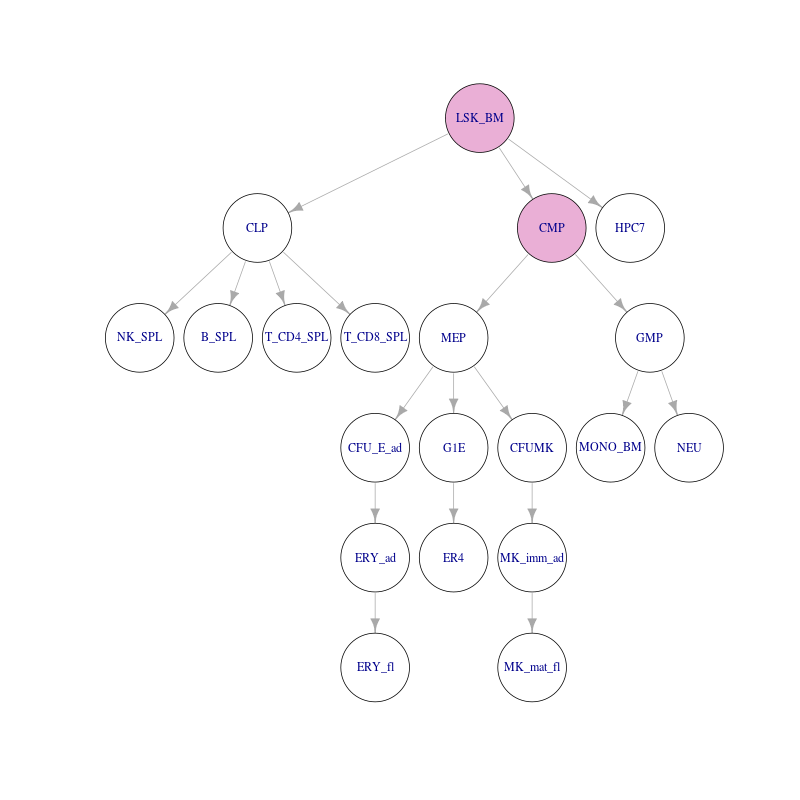 LSK_BM
CLP
CMP
HPC7
NK_SPL
B_SPL
T_CD4_SPL
T_CD8_SPL
MEP
GMP
CFU_E_ad
G1E
CFUMK
MONO_BM
NEU
ERY_ad
ER4
MK_imm_ad
ERY_fl
MK_mat_fl